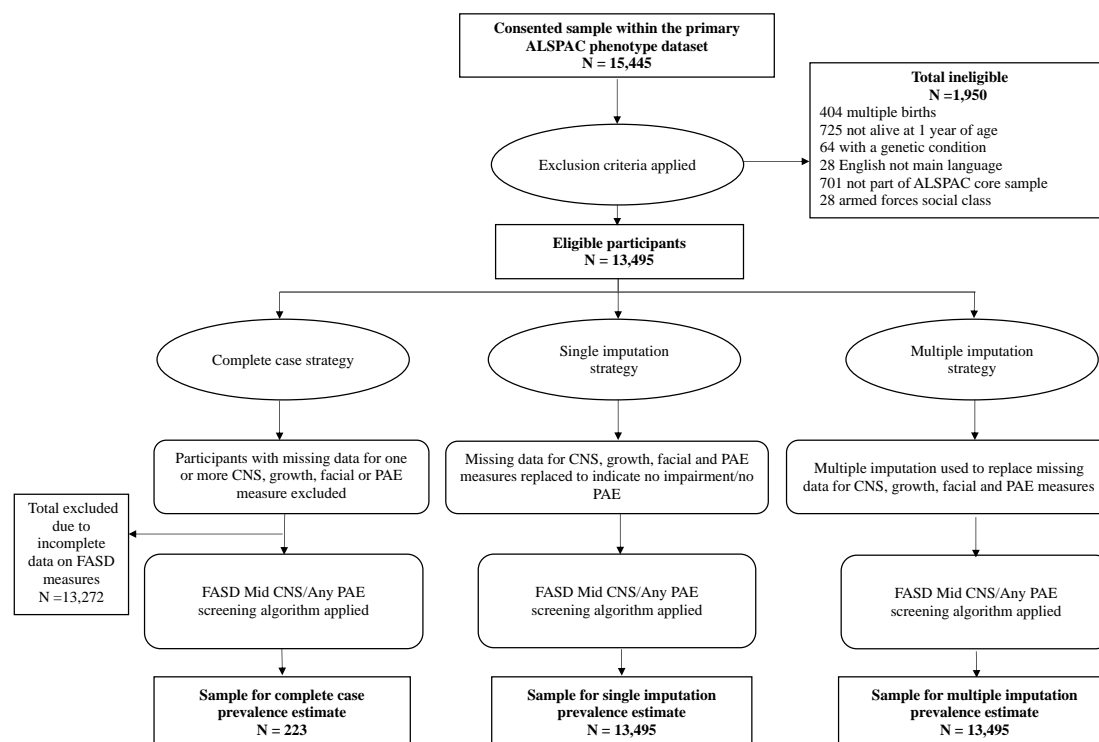 Consented sample within the primary
ALSPAC phenotype dataset
N = 15,445
Total ineligible
N =1,950
404 multiple births
725 not alive at 1 year of age
64 with a genetic condition
28 English not main language
701 not part of ALSPAC core sample
28 armed forces social class
Exclusion criteria applied
Eligible participants
N = 13,495
Complete case strategy
Single imputation
strategy
Multiple imputation
strategy
Participants with missing data for one
or more CNS, growth, facial or PAE
measure excluded
Missing data for CNS, growth, facial and PAE
measures replaced to indicate no impairment/no
PAE
Multiple imputation used to replace missing
data for CNS, growth, facial and PAE measures
Total excluded
due to
incomplete
data on FASD
measures
N =13,272
FASD Mid CNS/Any PAE
screening algorithm applied
FASD Mid CNS/Any PAE
screening algorithm applied
FASD Mid CNS/Any PAE
screening algorithm applied
Sample for complete case
prevalence estimate
N = 223
Sample for single imputation
prevalence estimate
N = 13,495
Sample for multiple imputation
prevalence estimate
N = 13,495